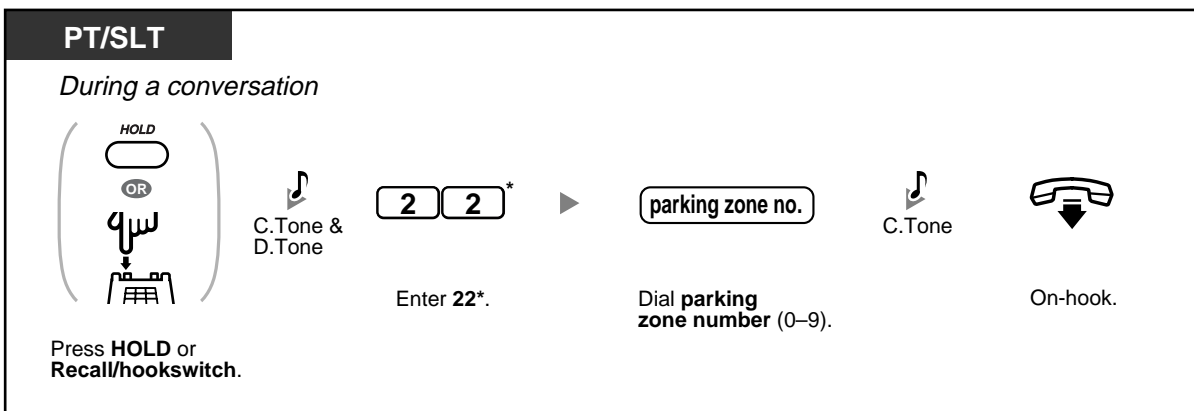 PT/SLT
During a conversation
HOLD
OR
C.Tone &
D.Tone
2 2*
parking zone no.
C.Tone
Enter 22*.
Dial parking
zone number (0–9).
On-hook.
Press HOLD or
Recall/hookswitch.